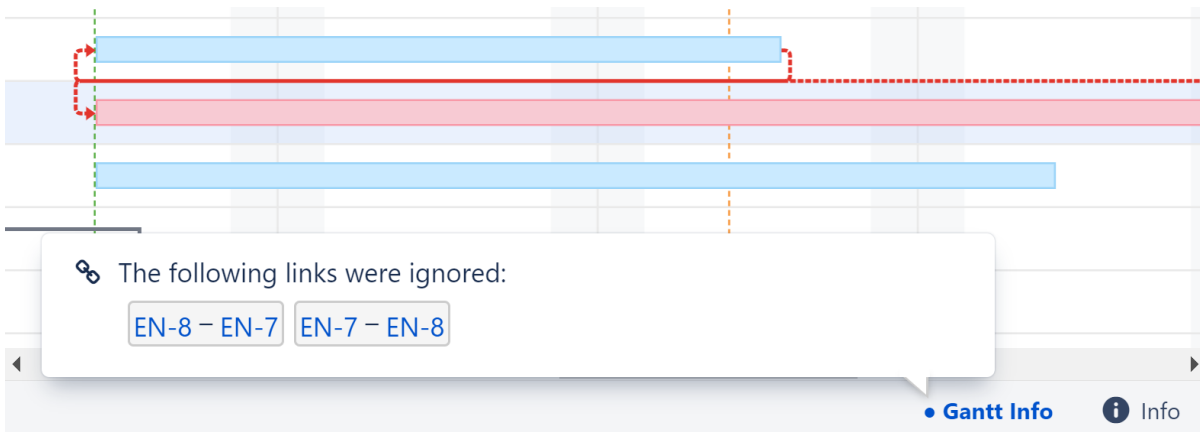 The following links were ignored:
EN-8 – EN-7 EN-7 – EN-8
• Gantt Info Info